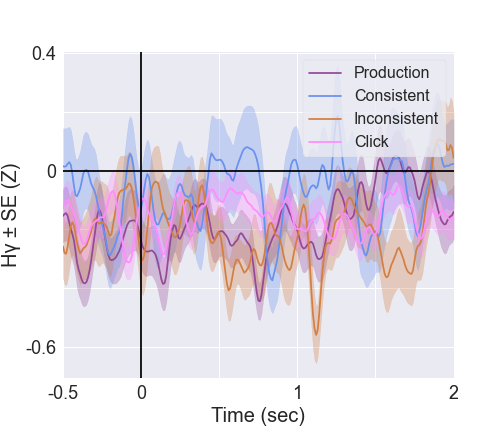 0.4
0
-0.6
Hγ ± SE (Z)
Production
Consistent
Inconsistent
Click
-0.5
0
1
2
Time (sec)